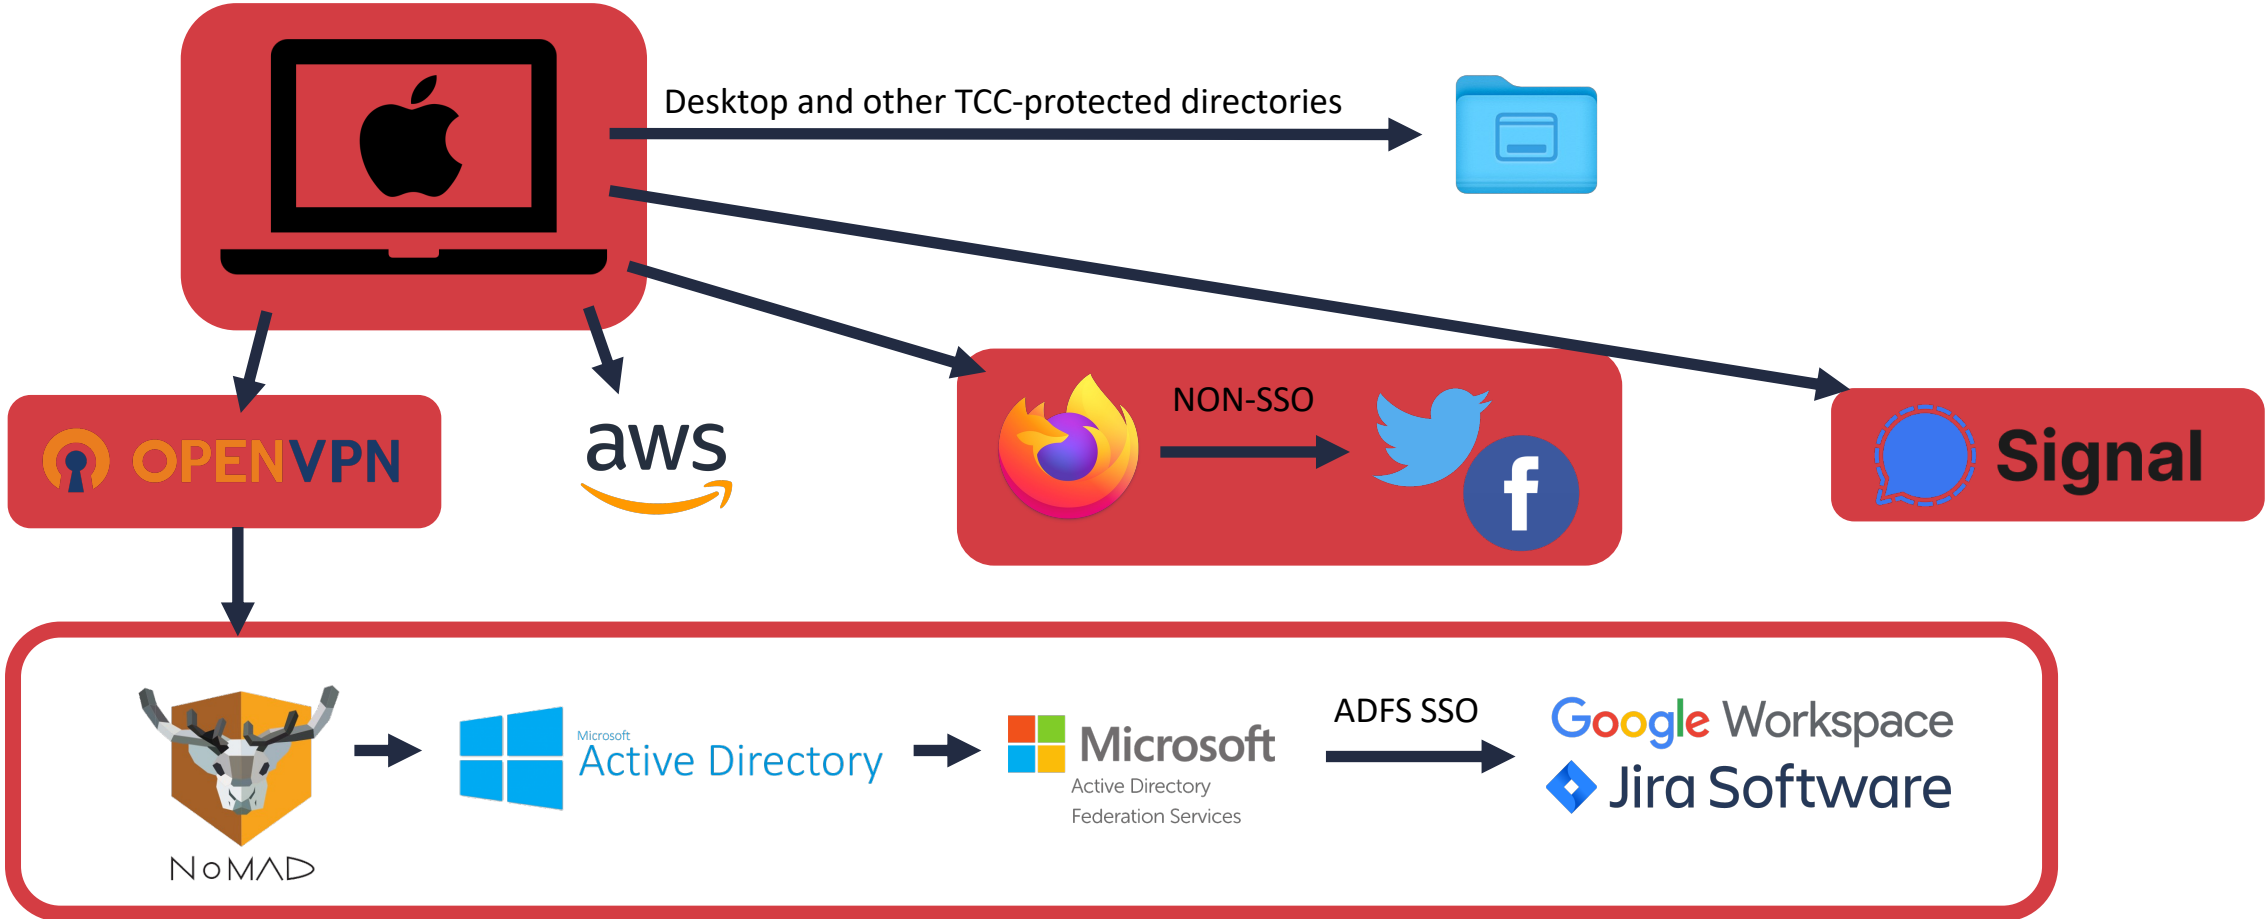 Desktop and other TCC-protected directories
OPENVPN
aws
NON-SSO
f
Signal
NoMAD
Microsoft
Active Directory
Microsoft
Active Directory
Federation Services
ADFS SSO
Google Workspace
Jira Software